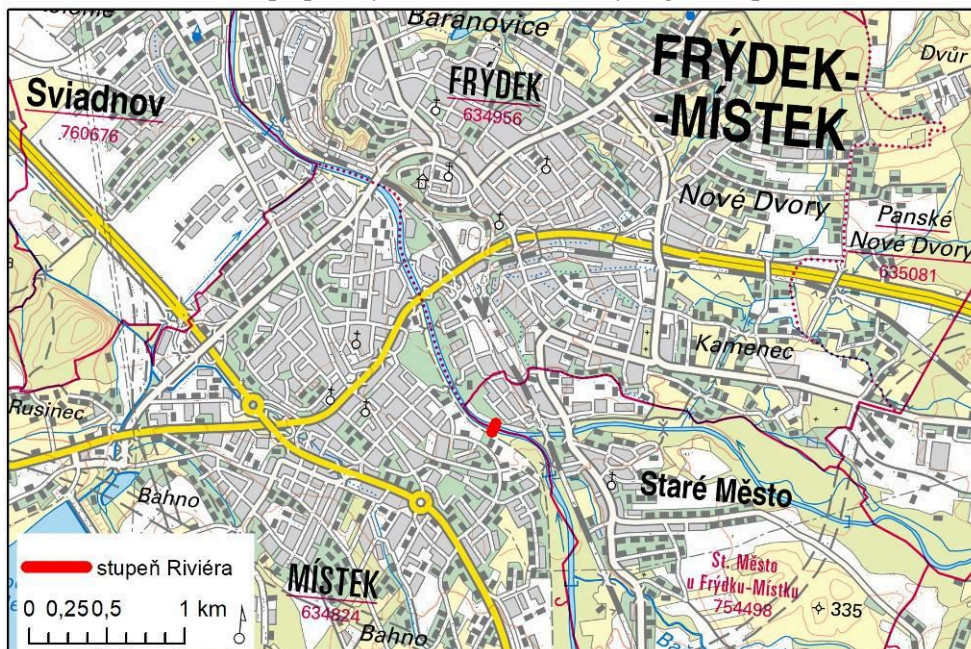 Baranovice
FRÝDEK-
-MÍSTEK
Dvůr
FRÝDEK
634956
Sviadnov
760676
Nové Dvory
Panské
Nové Dvory
635081
Kamenec
Rusinec
Staré Město
Bahno
St. Město
u Frýdku-Místku
754498
335
MÍSTEK
634824
Bahno
stupeň Riviéra
0 0,25 0,5 1 km